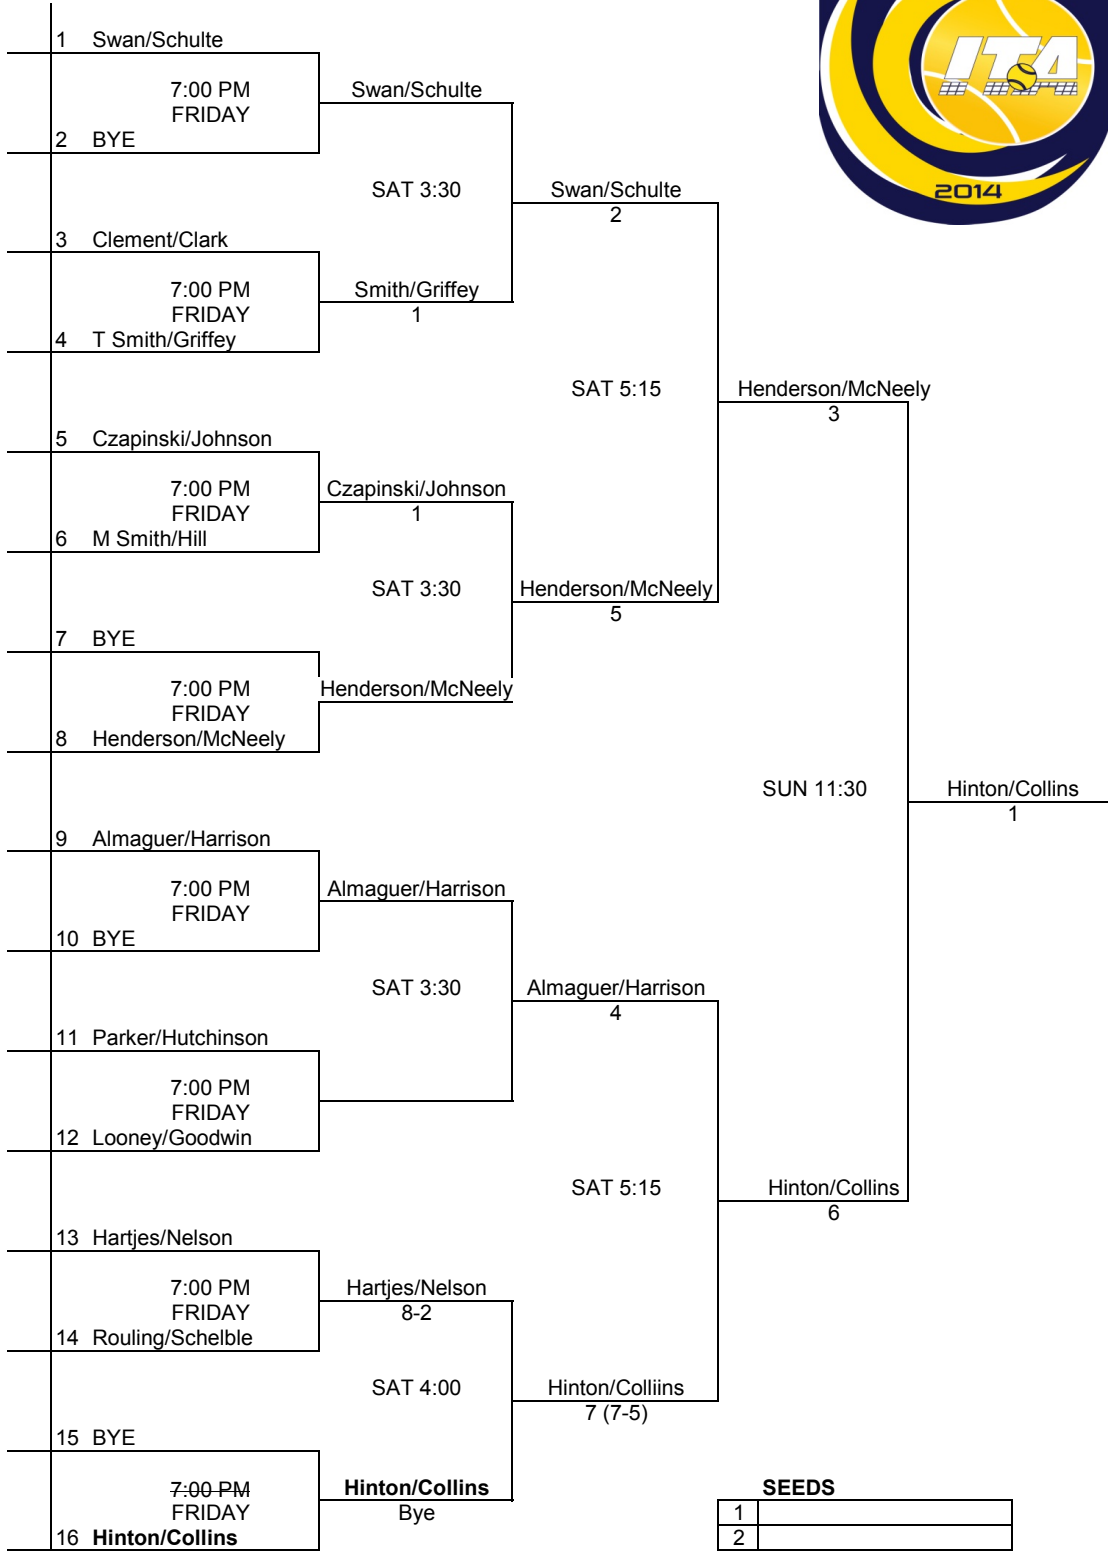 1 Swan/Schulte
7:00 PM
FRIDAY
Swan/Schulte
2 BYE
SAT 3:30
Swan/Schulte
2
3 Clement/Clark
7:00 PM
FRIDAY
Smith/Griffey
1
4 T Smith/Griffey
SAT 5:15
Henderson/McNeely
3
5 Czapinski/Johnson
7:00 PM
FRIDAY
Czapinski/Johnson
1
6 M Smith/Hill
SAT 3:30
Henderson/McNeely
5
7 BYE
7:00 PM
FRIDAY
Henderson/McNeely
8 Henderson/McNeely
SUN 11:30
Hinton/Collins
1
9 Almaguer/Harrison
7:00 PM
FRIDAY
Almaguer/Harrison
10 BYE
SAT 3:30
Almaguer/Harrison
4
11 Parker/Hutchinson
7:00 PM
FRIDAY
12 Looney/Goodwin
SAT 5:15
Hinton/Collins
6
13 Hartjes/Nelson
7:00 PM
FRIDAY
Hartjes/Nelson
8-2
14 Rouling/Schelble
SAT 4:00
Hinton/Colliins
7 (7-5)
15 BYE
7:00 PM
FRIDAY
Hinton/Collins
Bye
16 Hinton/Collins
SEEDS
1
2
ITA
2014